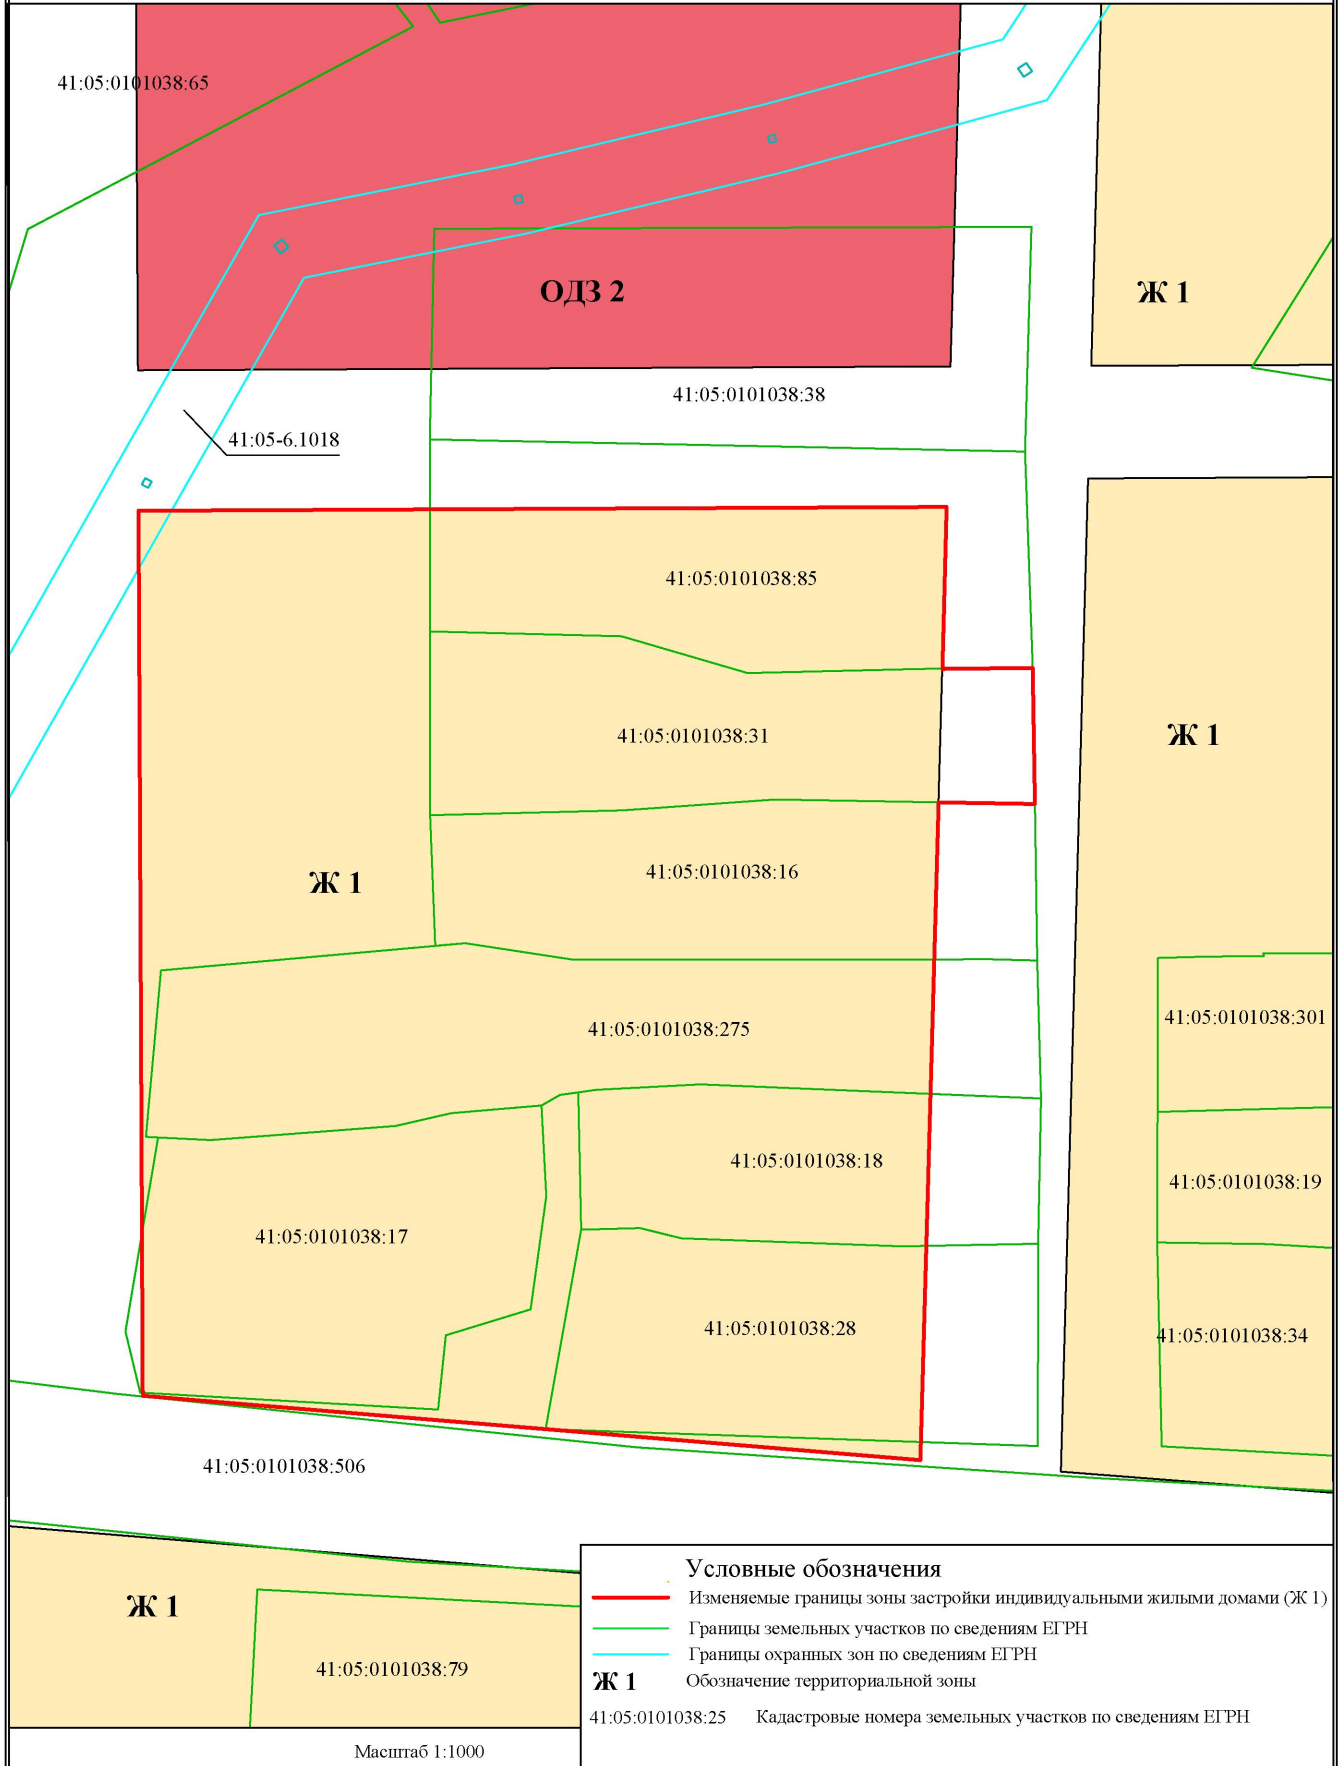 41:05:0101038:65
ОДЗ 2
Ж 1
41:05:0101038:38
41:05-6.1018
41:05:0101038:85
41:05:0101038:31
Ж 1
41:05:0101038:16
Ж 1
41:05:0101038:301
41:05:0101038:275
41:05:0101038:18
41:05:0101038:19
41:05:0101038:17
41:05:0101038:28
41:05:0101038:34
41:05:0101038:506
Ж 1
41:05:0101038:79
Масштаб 1:1000
Условные обозначения
Изменяемые границы зоны застройки индивидуальными жилыми домами (Ж 1)
Границы земельных участков по сведениям ЕГРН
Границы охранных зон по сведениям ЕГРН
Ж 1 Обозначение территориальной зоны
41:05:0101038:25 Кадастровые номера земельных участков по сведениям ЕГРН